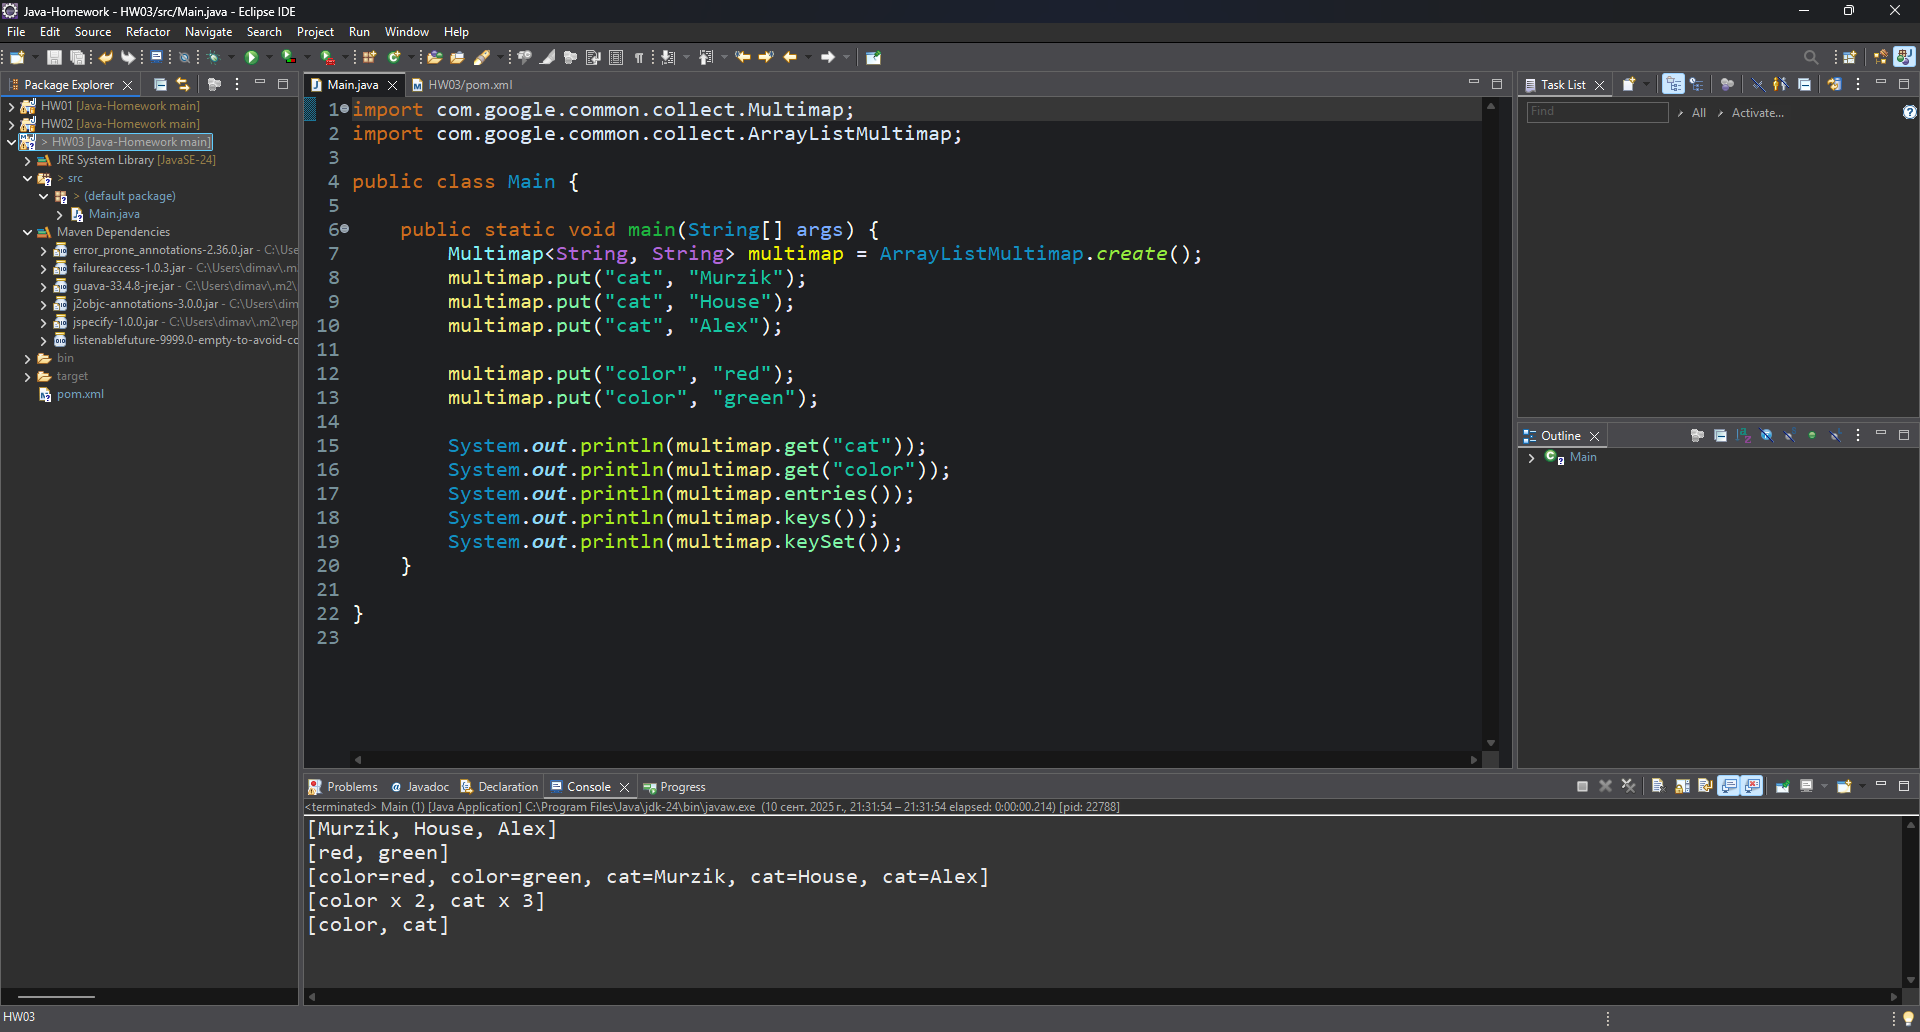 Java-Homework - HW03/src/Main.java - Eclipse IDE
File Edit Source Refactor Navigate Search Project Run Window Help
Package Explorer
HW01 [Java-Homework main]
HW02 [Java-Homework main]
> HW03 [Java-Homework main]
JRE System Library [JavaSE-24]
> src
> (default package)
Main.java
Maven Dependencies
error_prone_annotations-2.36.0.jar - C:\Use
failureaccess-1.0.3.jar - C:\Users\dimav\.m
guava-33.4.8-jre.jar - C:\Users\dimav\.m2\
j2objc-annotations-3.0.0.jar - C:\Users\dim
jspecify-1.0.0.jar - C:\Users\dimav\.m2\rep
listenablefuture-9999.0-empty-to-avoid-co
bin
target
pom.xml
Main.java HW03/pom.xml
1 import com.google.common.collect.Multimap;
2 import com.google.common.collect.ArrayListMultimap;
3
4 public class Main {
5
6 public static void main(String[] args) {
7 Multimap<String, String> multimap = ArrayListMultimap.create();
8 multimap.put("cat", "Murzik");
9 multimap.put("cat", "House");
10 multimap.put("cat", "Alex");
11
12 multimap.put("color", "red");
13 multimap.put("color", "green");
14
15 System.out.println(multimap.get("cat"));
16 System.out.println(multimap.get("color"));
17 System.out.println(multimap.entries());
18 System.out.println(multimap.keys());
19 System.out.println(multimap.keySet());
20 }
21
22 }
23
Task List
Find All Activate...
Outline
Main
Problems Javadoc Declaration Console Progress
<terminated> Main (1) [Java Application] C:\Program Files\Java\jdk-24\bin\javaw.exe (10 сент. 2025 г., 21:31:54 – 21:31:54 elapsed: 0:00:00.214) [pid: 22788]
[Murzik, House, Alex]
[red, green]
[color=red, color=green, cat=Murzik, cat=House, cat=Alex]
[color x 2, cat x 3]
[color, cat]
HW03